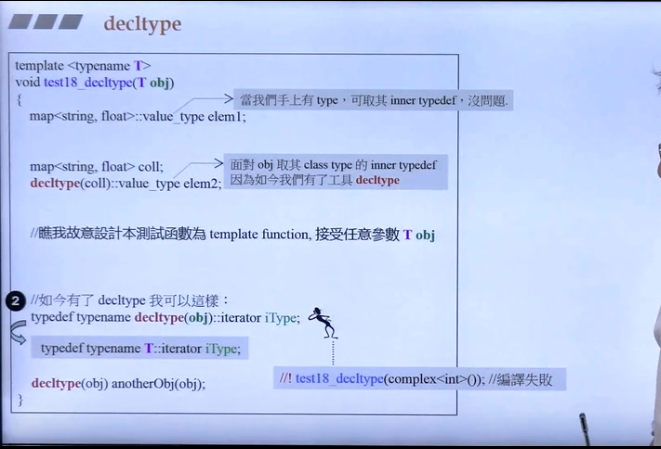 decltype
template <typename T>
void test18_decltype(T obj)
{
當我們手上有 type，可取其 inner typedef，沒問題.
map<string, float>::value_type elem1;
map<string, float> coll;
decltype(coll)::value_type elem2;
面對 obj 取其 class type 的 inner typedef
因為如今我們有了工具 decltype
//瞧我故意設計本測試函數為 template function, 接受任意參數 T obj
2 //如今有了 decltype 我可以這樣：
typedef typename decltype(obj)::iterator iType;
typedef typename T::iterator iType;
decltype(obj) anotherObj(obj);
//! test18_decltype(complex<int>()); //編譯失敗
}